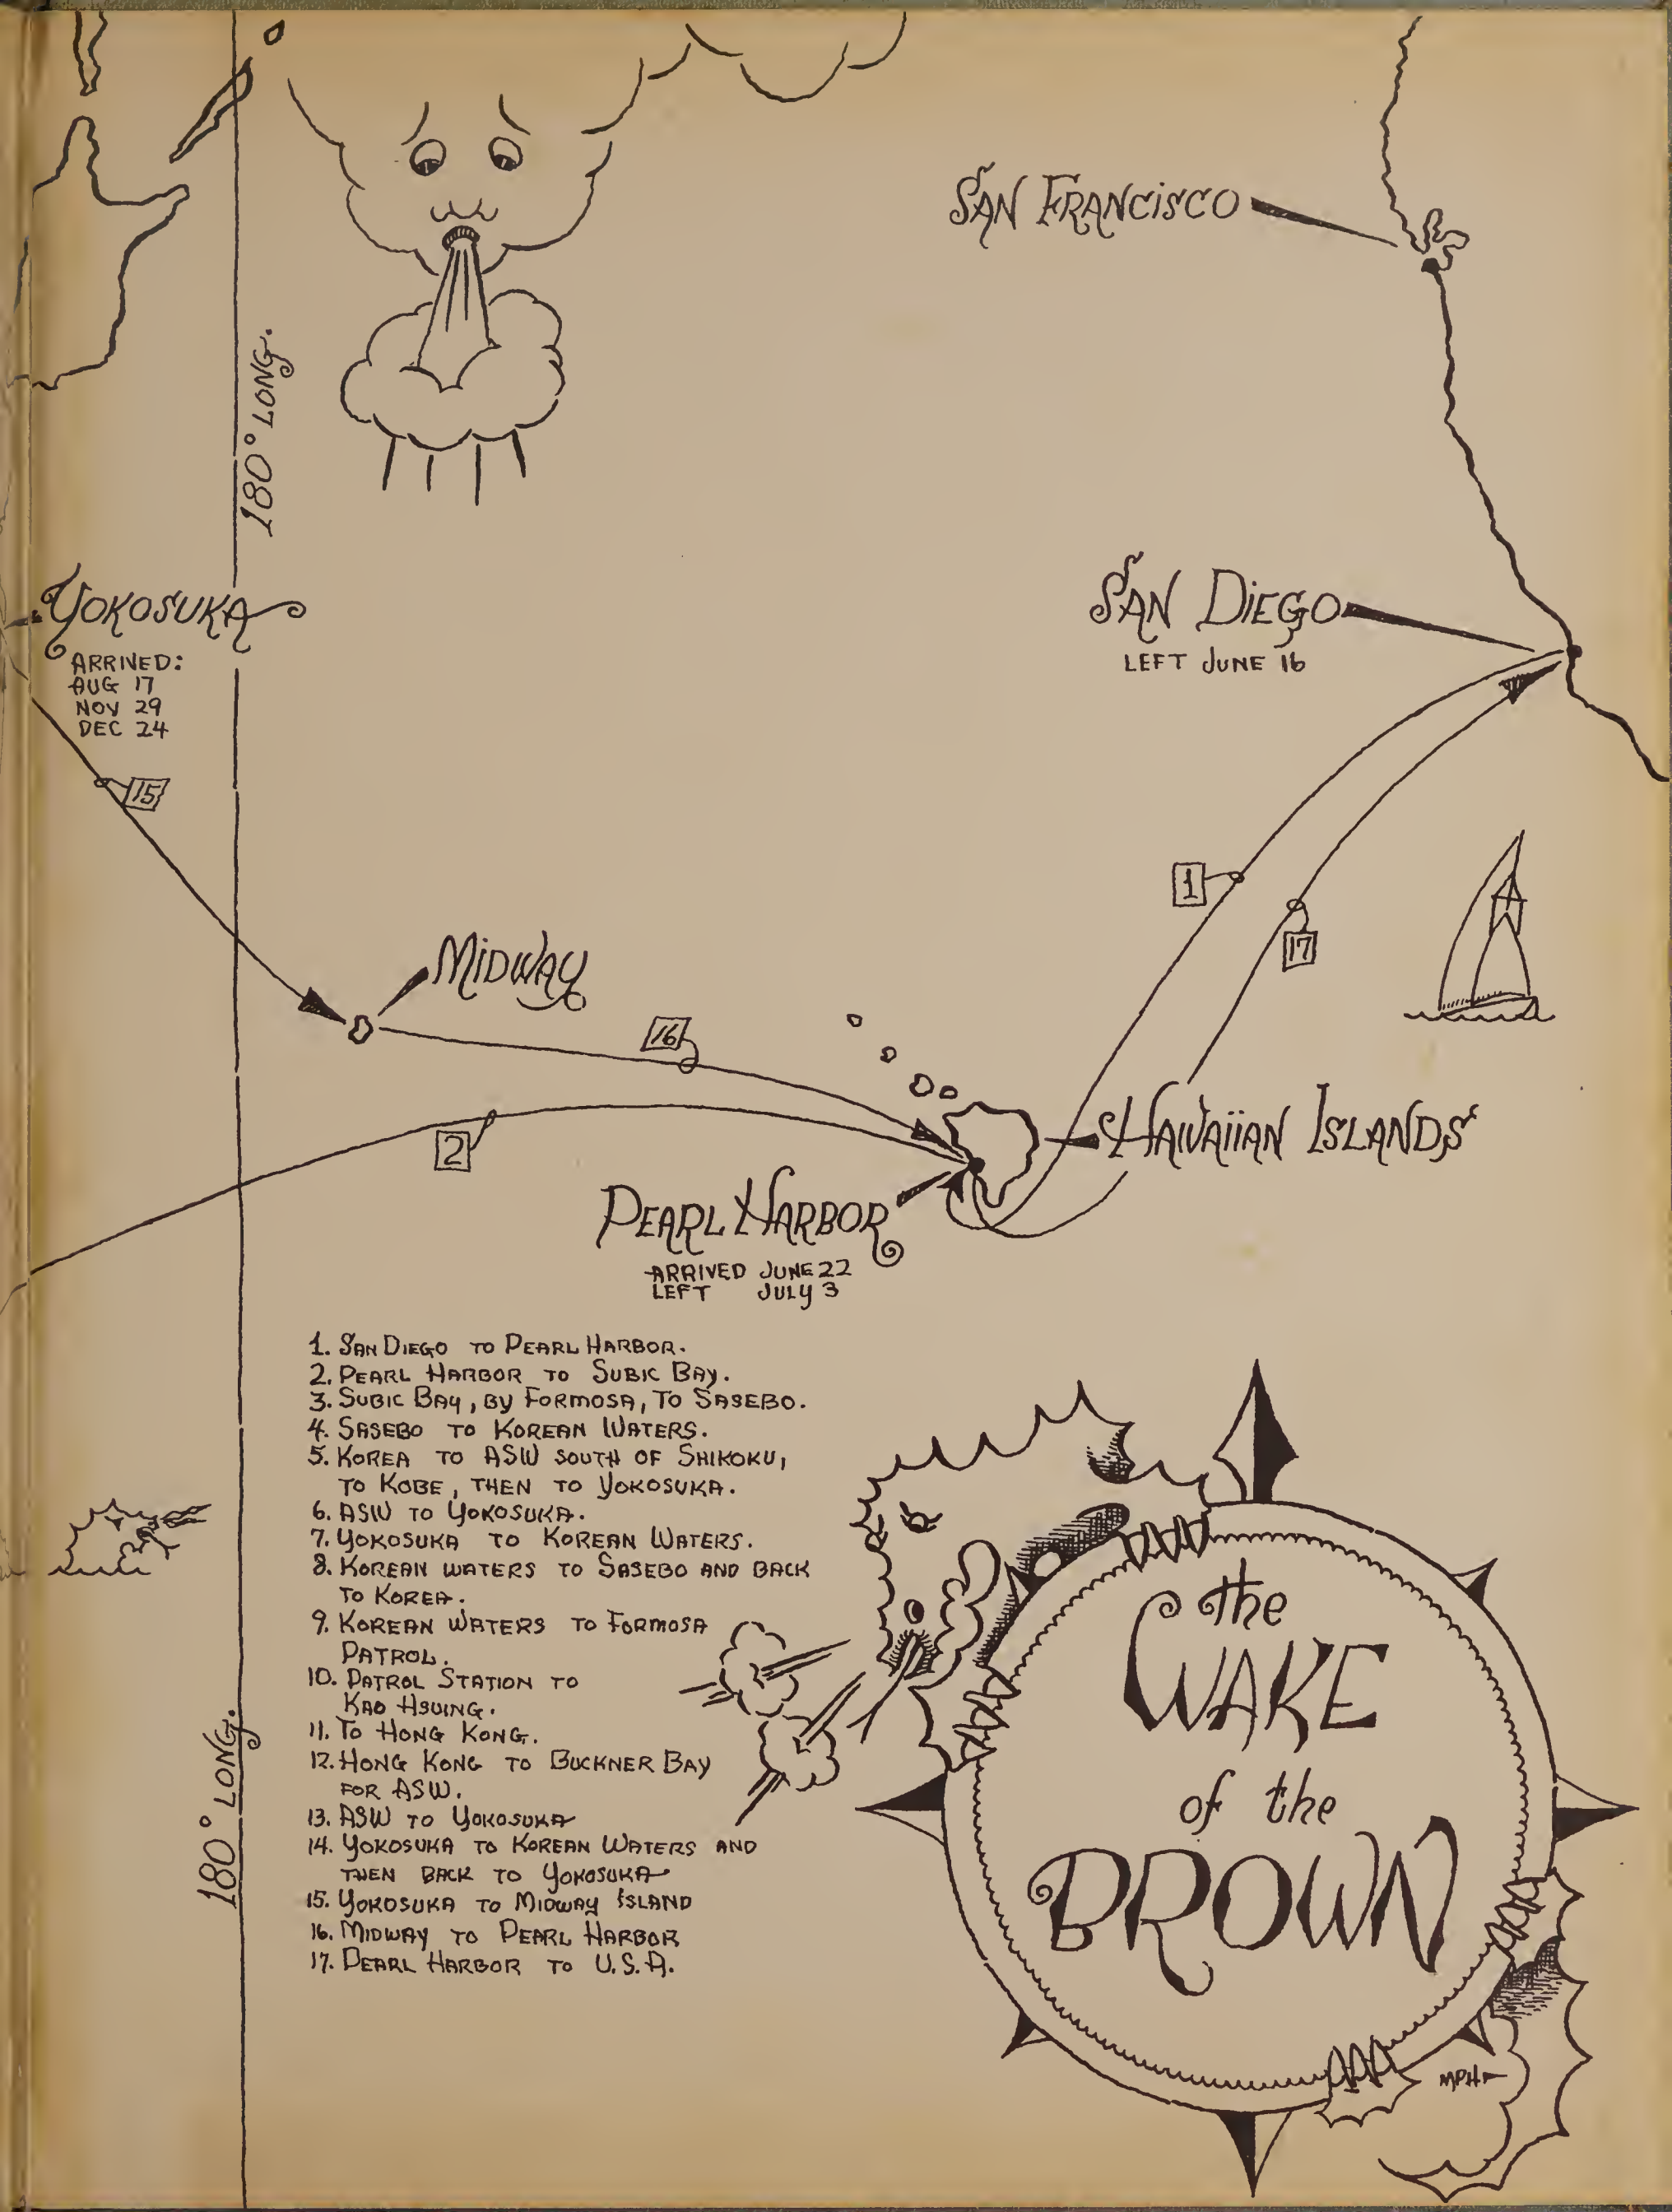 San Francisco
180° Long.
Yokosuka
Arrived:
Aug 17
Nov 29
Dec 24
San Diego
Left June 16
15
1
17
Midway
16
2
Hawaiian Islands
Pearl Harbor
Arrived June 22
Left July 3
1. San Diego to Pearl Harbor.
2. Pearl Harbor to Subic Bay.
3. Subic Bay, by Formosa, to Sasebo.
4. Sasebo to Korean Waters.
5. Korea to ASW south of Shikoku,
to Kobe, then to Yokosuka.
6. ASW to Yokosuka.
7. Yokosuka to Korean Waters.
8. Korean waters to Sasebo and back
to Korea.
9. Korean Waters to Formosa
Patrol.
10. Patrol Station to
Kao Hsuing.
11. To Hong Kong.
12. Hong Kong to Buckner Bay
for ASW.
13. ASW to Yokosuka
14. Yokosuka to Korean Waters and
then back to Yokosuka
15. Yokosuka to Midway Island
16. Midway to Pearl Harbor
17. Pearl Harbor to U.S.A.
180° Long.
the
Wake
of the
Brown
MPH